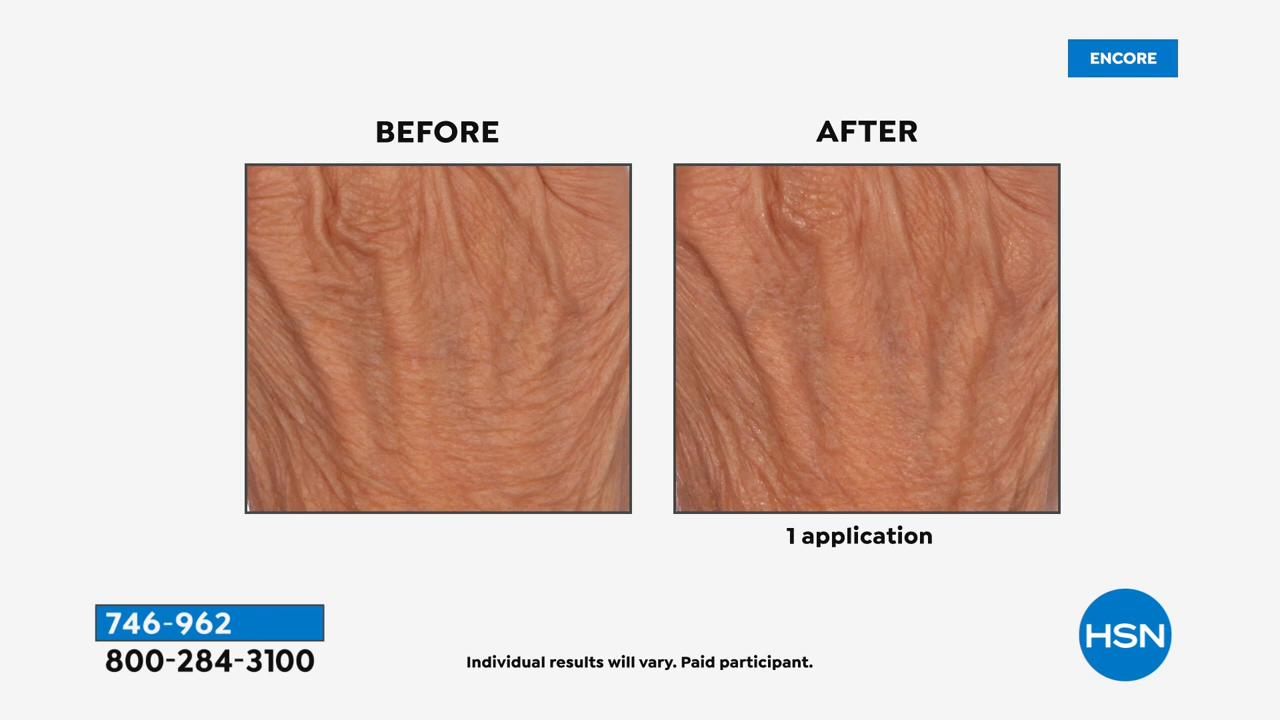 ENCORE
BEFORE
AFTER
1 application
746-962
800-284-3100
Individual results will vary. Paid participant.
HSN